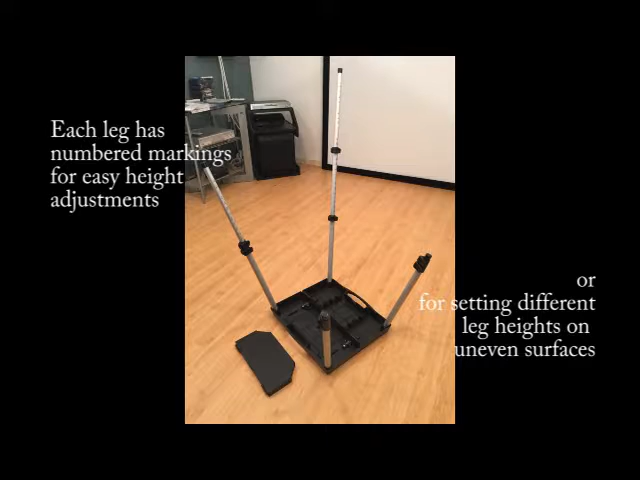 Each leg has
numbered markings
for easy height
adjustments
or
for setting different
leg heights on
uneven surfaces